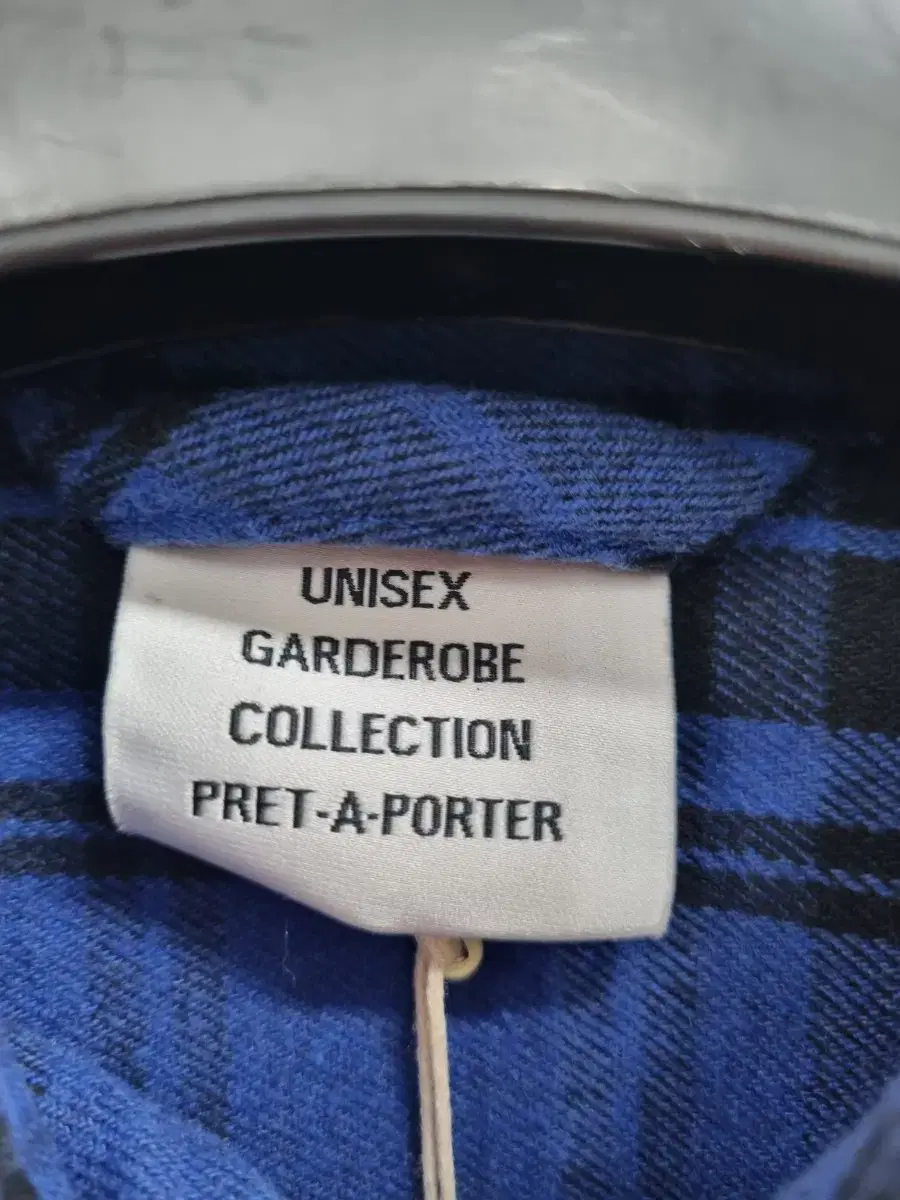 UNISEX
GARDEROBE
COLLECTION
PRET-A-PORTER